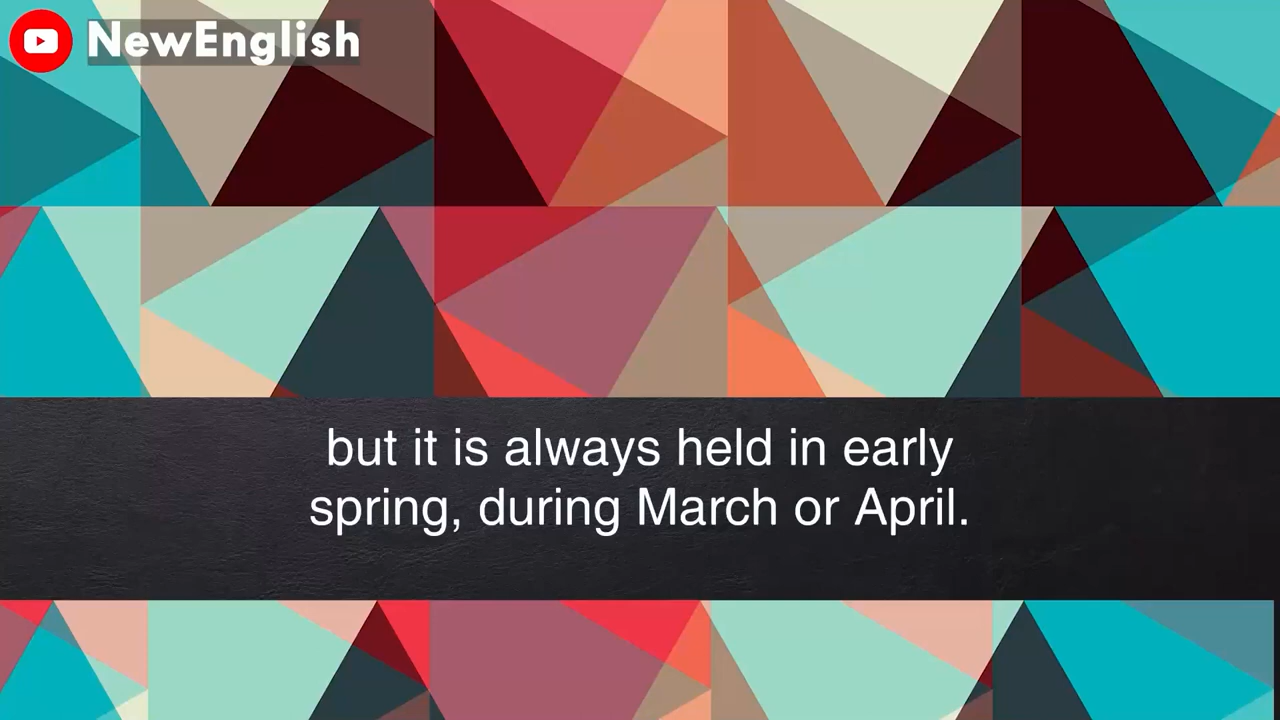 NewEnglish
but it is always held in early
spring, during March or April.